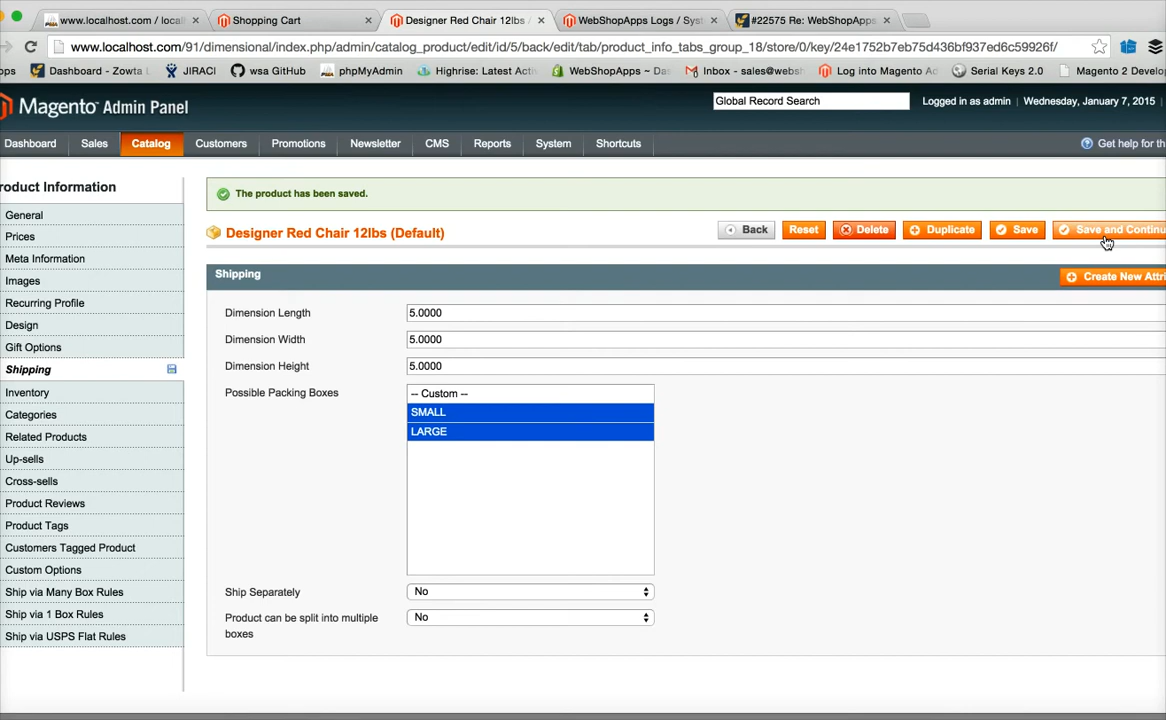 www.localhost.com / local
Shopping Cart
Designer Red Chair 12lbs /
WebShopApps Logs / Syst
#22575 Re: WebShopApps
www.localhost.com/91/dimensional/index.php/admin/catalog_product/edit/id/5/back/edit/tab/product_info_tabs_group_18/store/0/key/24e1752b7eb75d436bf937ed6c59926f/
ops
Dashboard - Zowta
JIRACI
wsa GitHub
phpMyAdmin
Highrise: Latest Acti
WebShopApps ~ Das
Inbox - sales@websh
Log into Magento Ad
Serial Keys 2.0
Magento 2 Develo
Magento Admin Panel
Global Record Search
Logged in as admin | Wednesday, January 7, 2015 |
Dashboard
Sales
Catalog
Customers
Promotions
Newsletter
CMS
Reports
System
Shortcuts
Get help for th
roduct Information
General
Prices
Meta Information
Images
Recurring Profile
Design
Gift Options
Shipping
Inventory
Categories
Related Products
Up-sells
Cross-sells
Product Reviews
Product Tags
Customers Tagged Product
Custom Options
Ship via Many Box Rules
Ship via 1 Box Rules
Ship via USPS Flat Rules
The product has been saved.
Designer Red Chair 12lbs (Default)
Back
Reset
Delete
Duplicate
Save
Save and Continu
Shipping
Create New Attri
Dimension Length
5.0000
Dimension Width
5.0000
Dimension Height
5.0000
Possible Packing Boxes
-- Custom --
SMALL
LARGE
Ship Separately
No
Product can be split into multiple
boxes
No